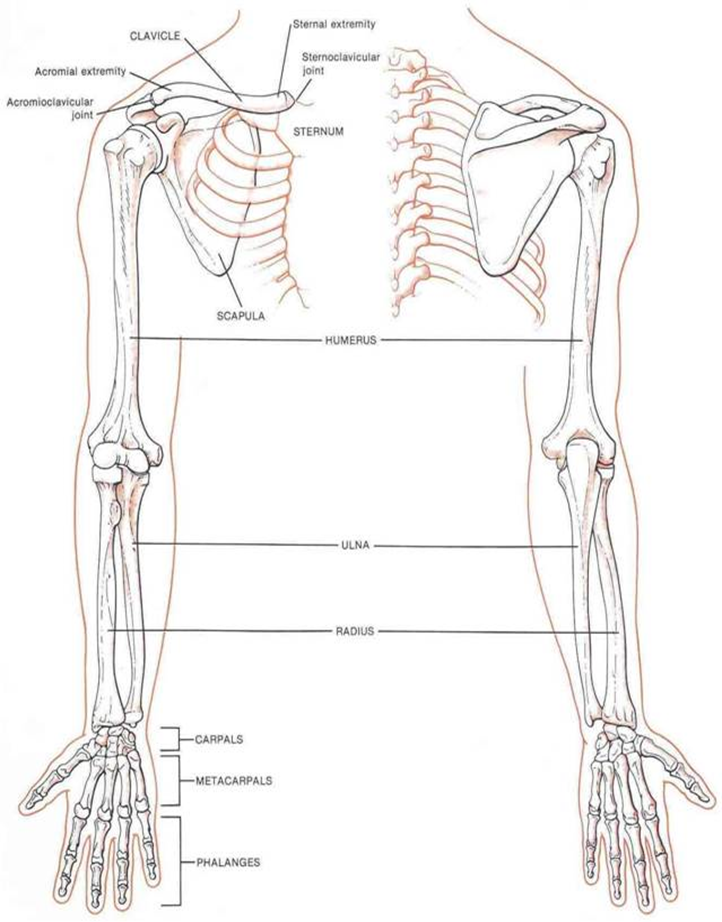 CLAVICLE
Sternal extremity
Acromial extremity
Sternoclavicular
joint
Acromioclavicular
joint
STERNUM
SCAPULA
HUMERUS
ULNA
RADIUS
CARPALS
METACARPALS
PHALANGES